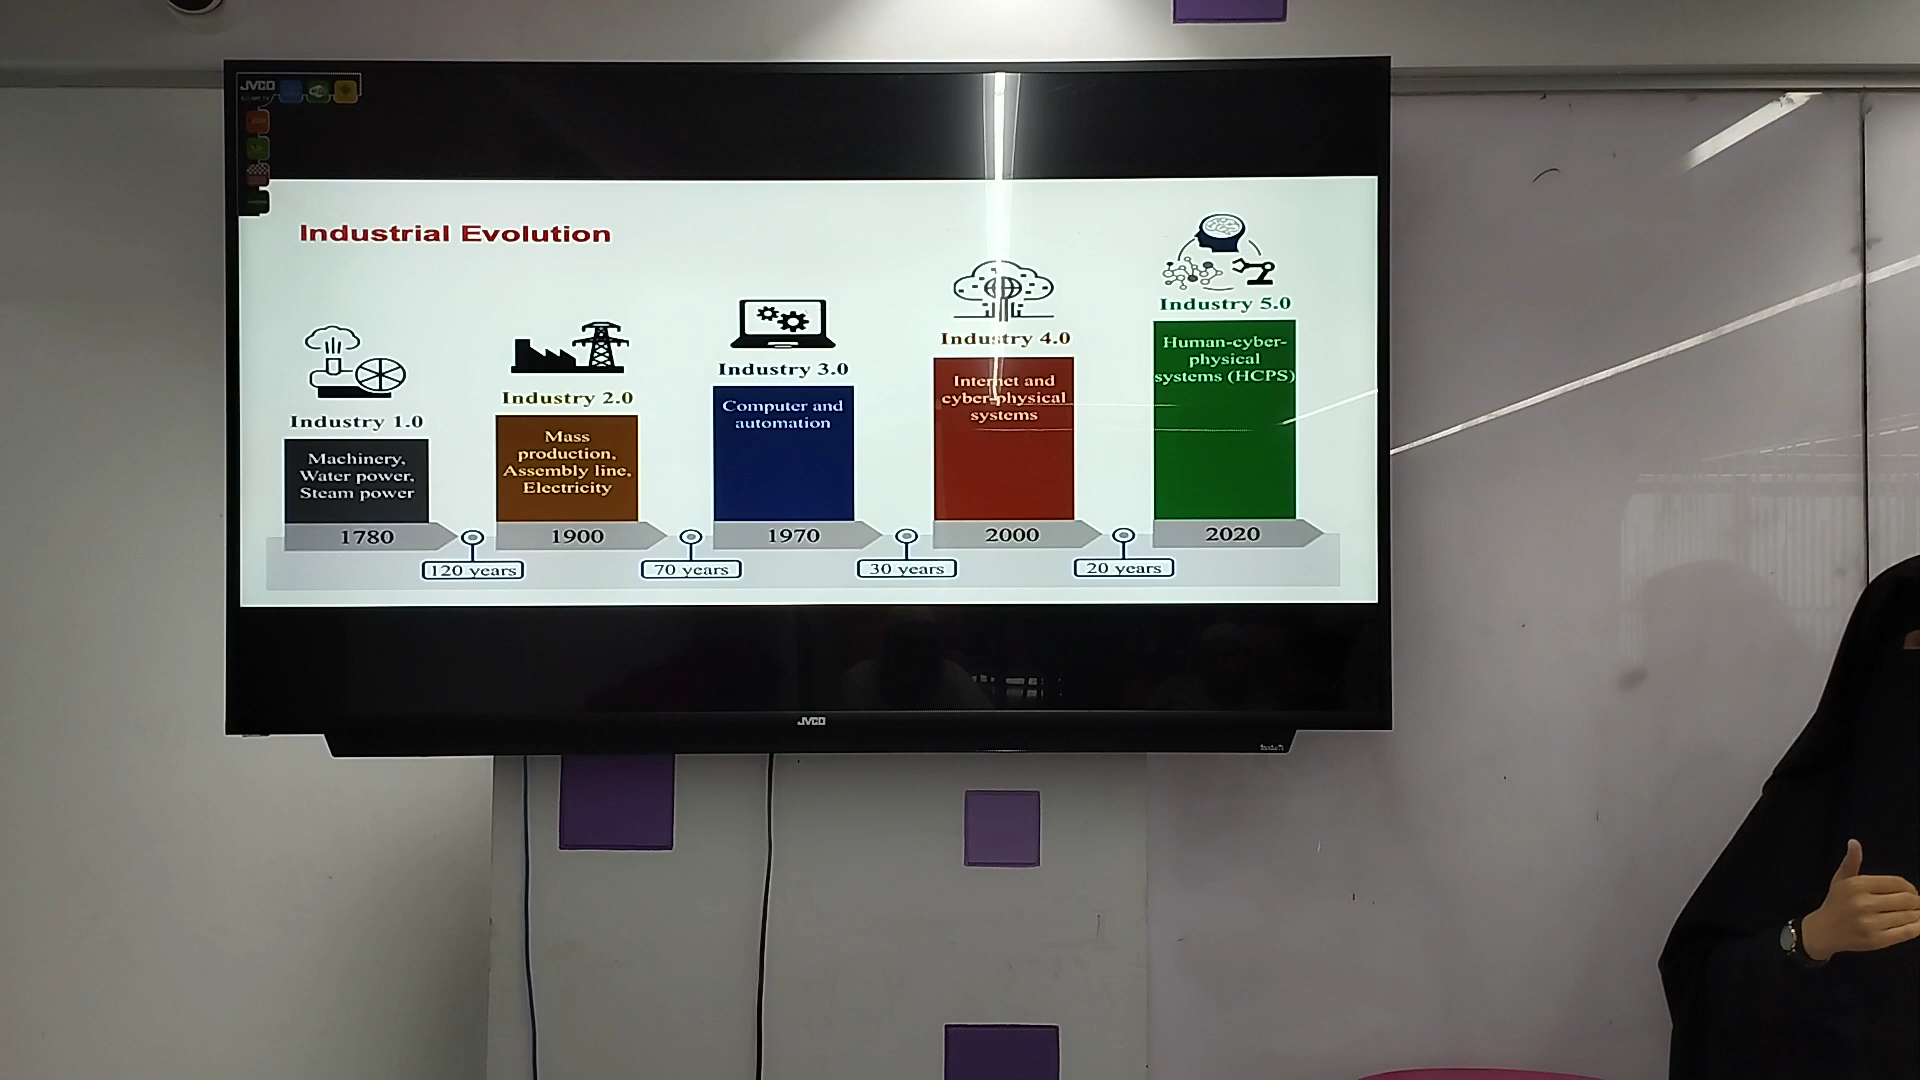 JVCO
Industrial Evolution
Industry 1.0
Machinery,
Water power,
Steam power
1780
120 years
Industry 2.0
Mass
production,
Assembly line,
Electricity
1900
70 years
Industry 3.0
Computer and
automation
1970
30 years
Industry 4.0
Internet and
cyber-physical
systems
2000
20 years
Industry 5.0
Human-cyber-
physical
systems (HCPS)
2020
JVCO